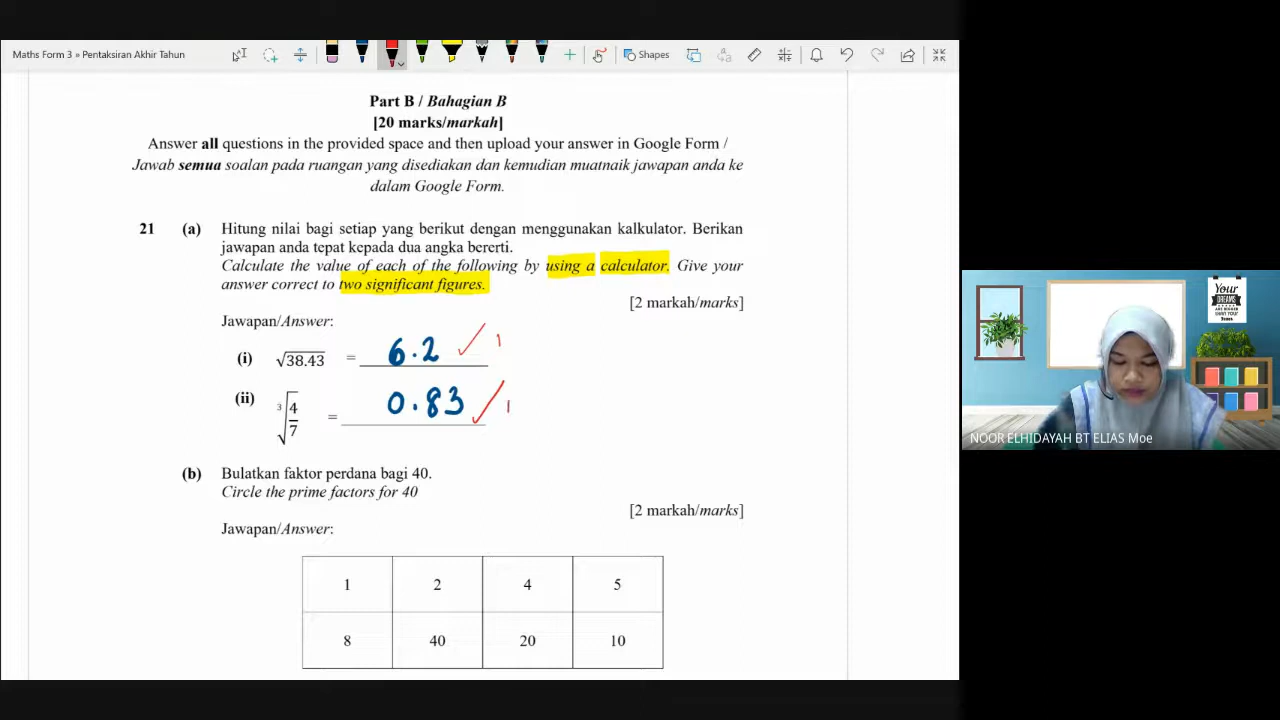 Maths Form 3 » Pentaksiran Akhir Tahun
Shapes
Part B / Bahagian B
[20 marks/markah]
Answer all questions in the provided space and then upload your answer in Google Form /
Jawab semua soalan pada ruangan yang disediakan dan kemudian muatnaik jawapan anda ke
dalam Google Form.
21 (a) Hitung nilai bagi setiap yang berikut dengan menggunakan kalkulator. Berikan
jawapan anda tepat kepada dua angka bererti.
Calculate the value of each of the following by using a calculator. Give your
answer correct to two significant figures.
[2 markah/marks]
Jawapan/Answer:
(i) √38.43 = 6.2 ✓ 1
(ii) ∛(4/7) = 0.83 ✓ 1
(b) Bulatkan faktor perdana bagi 40.
Circle the prime factors for 40
[2 markah/marks]
Jawapan/Answer:
1 2 4 5
8 40 20 10
Your
DREAMS
NOOR ELHIDAYAH BT ELIAS Moe